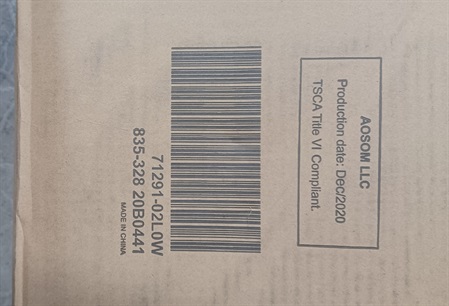 AOSOM LLC
Production date: Dec/2020
TSCA Title VI Compliant.
71291-02L0W
835-328 20B0441
MADE IN CHINA